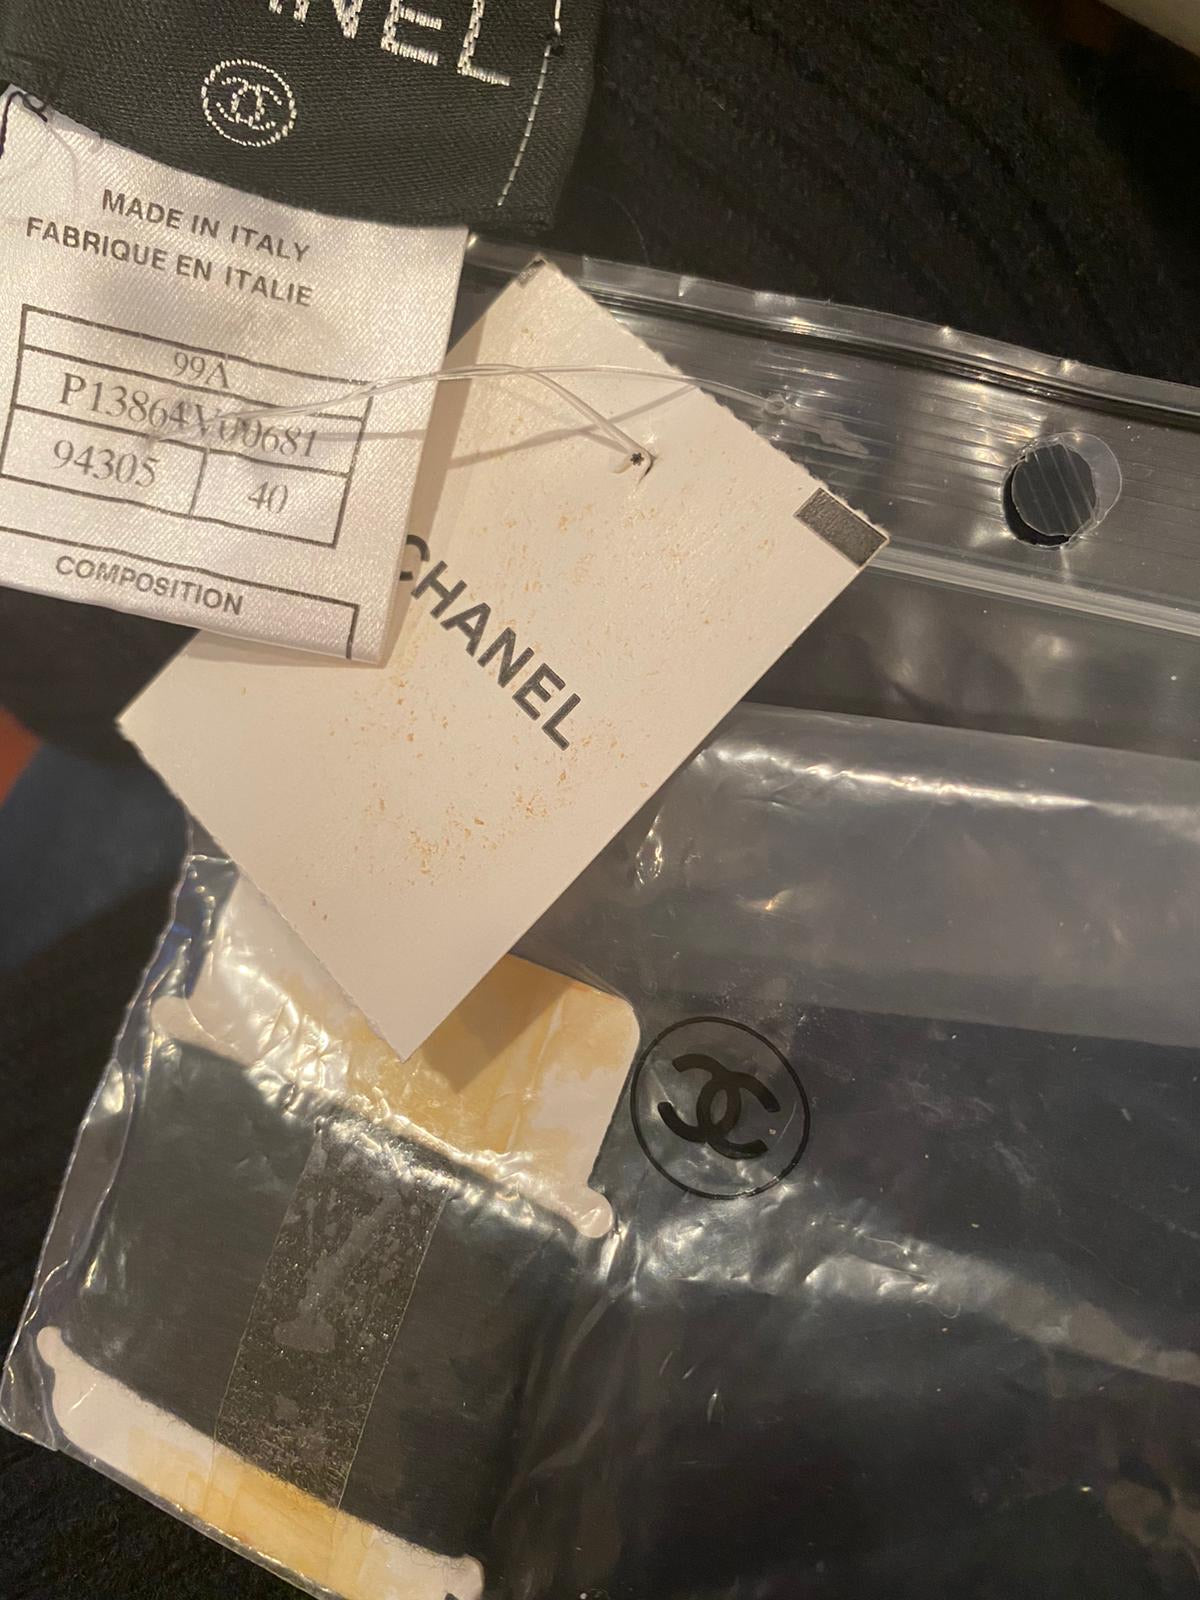 NEL
MADE IN ITALY
FABRIQUE EN ITALIE
99A
P13864V00681
94305 40
COMPOSITION
CHANEL